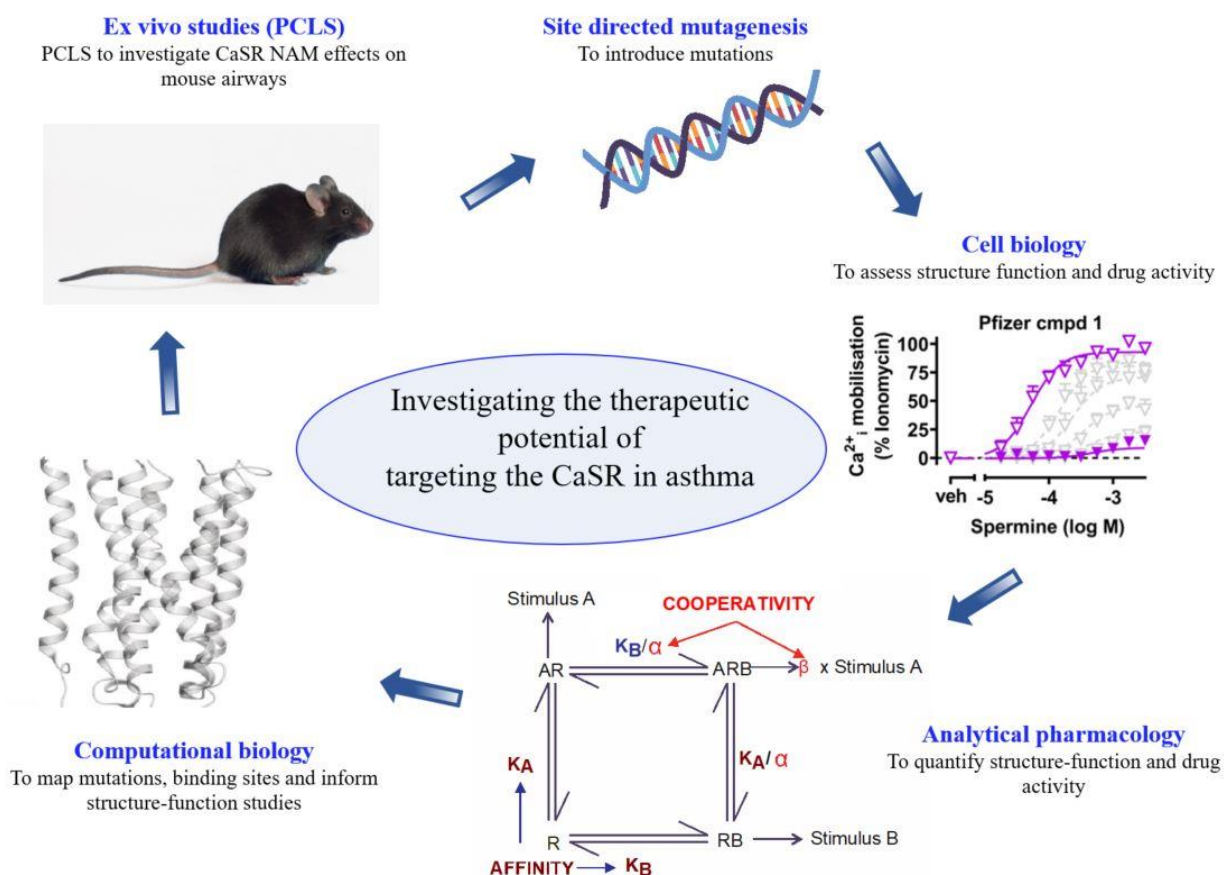 Ex vivo studies (PCLS)
PCLS to investigate CaSR NAM effects on
mouse airways
Site directed mutagenesis
To introduce mutations
Cell biology
To assess structure function and drug activity
Pfizer cmpd 1
Ca2+i mobilisation
(% Ionomycin)
100
75
50
25
0
veh -5 -4 -3
Spermine (log M)
Investigating the therapeutic
potential of
targeting the CaSR in asthma
Stimulus A
COOPERATIVITY
KB/α
AR
ARB
β x Stimulus A
KA
KA/α
R
RB
Stimulus B
AFFINITY
KB
Analytical pharmacology
To quantify structure-function and drug
activity
Computational biology
To map mutations, binding sites and inform
structure-function studies